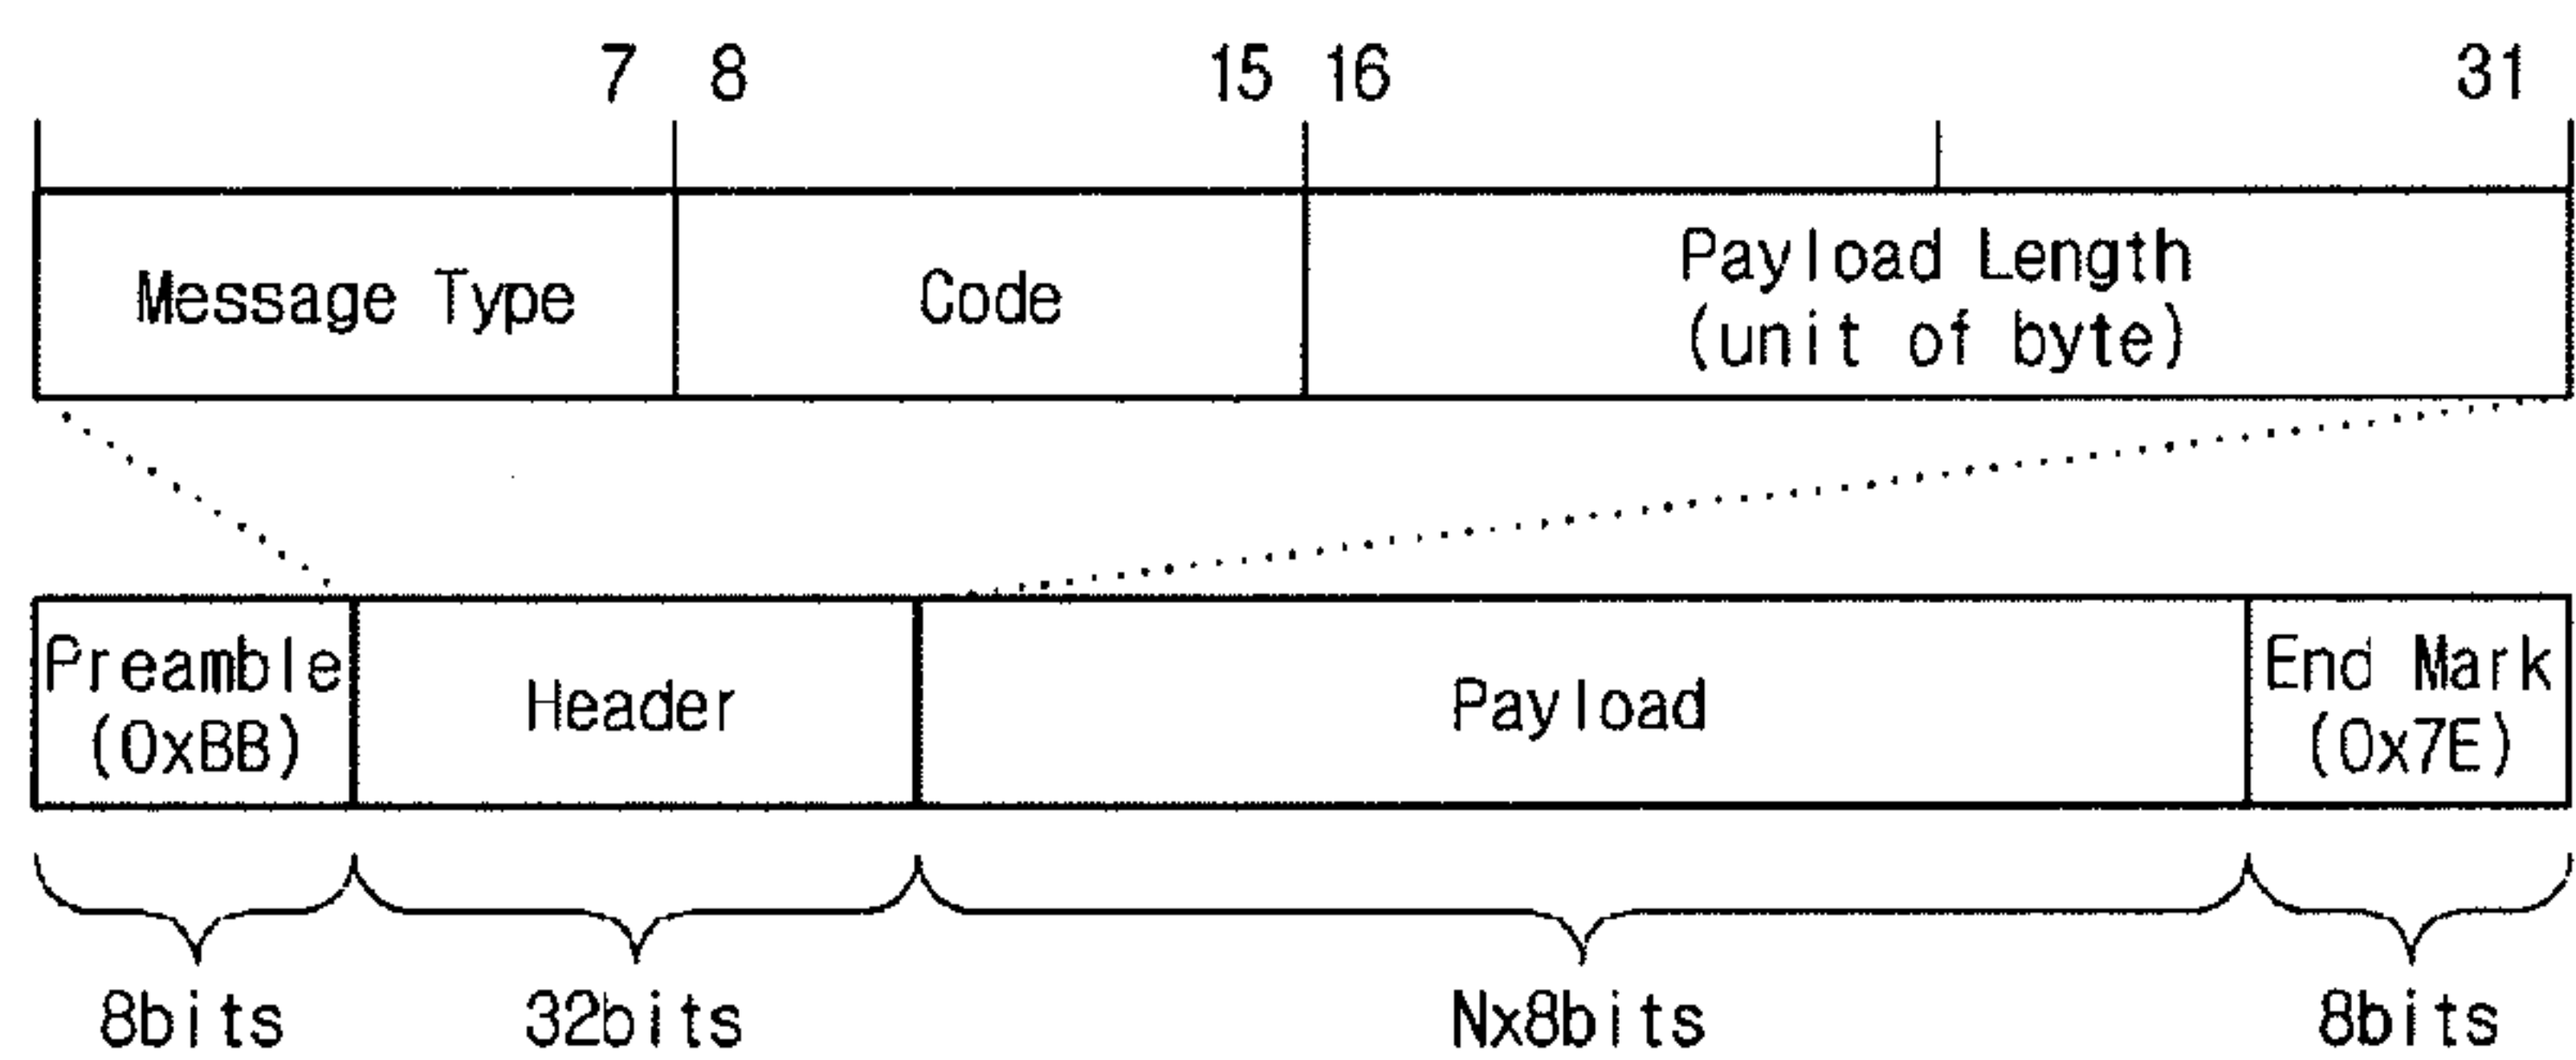 7 8 15 16 31
Message Type
Code
Payload Length
(unit of byte)
Preamble
(0xBB)
Header
Payload
End Mark
(0x7E)
8bits
32bits
Nx8bits
8bits